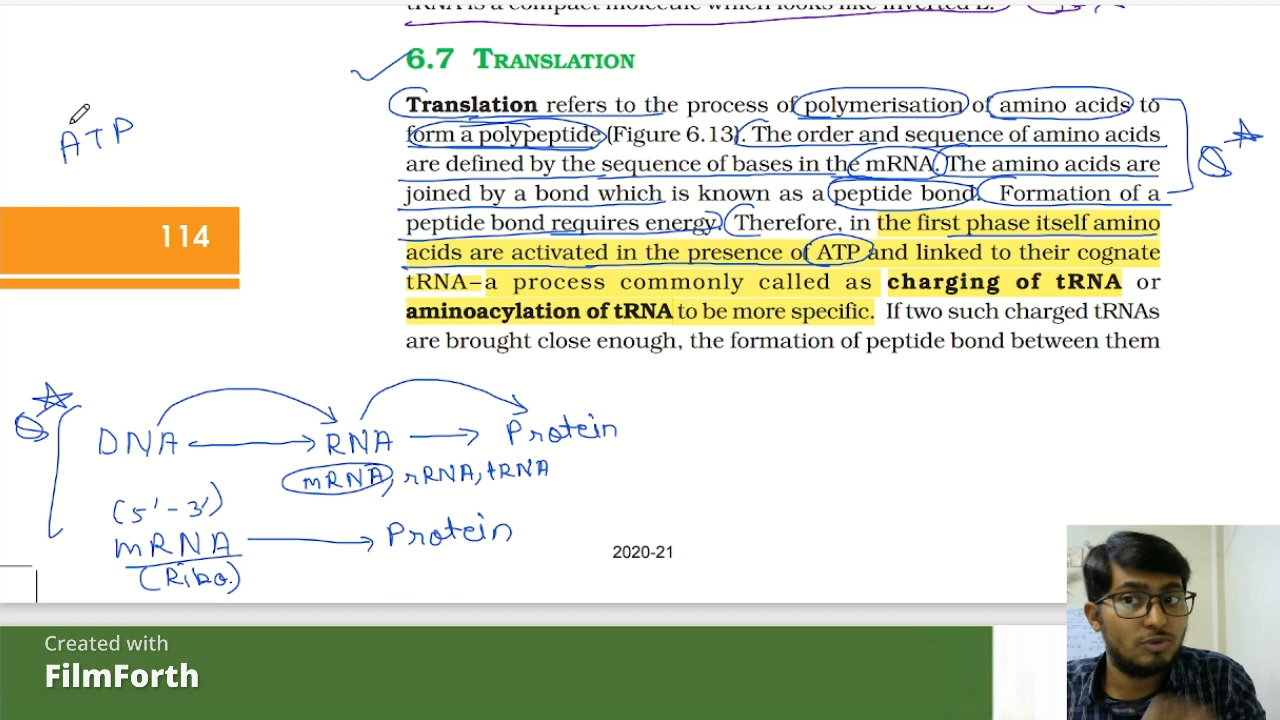 6.7 TRANSLATION
Translation refers to the process of polymerisation of amino acids to
form a polypeptide (Figure 6.13). The order and sequence of amino acids
are defined by the sequence of bases in the mRNA. The amino acids are
joined by a bond which is known as a peptide bond. Formation of a
peptide bond requires energy. Therefore, in the first phase itself amino
acids are activated in the presence of ATP and linked to their cognate
tRNA–a process commonly called as charging of tRNA or
aminoacylation of tRNA to be more specific. If two such charged tRNAs
are brought close enough, the formation of peptide bond between them
ATP
114
DNA RNA Protein
mRNA, rRNA, tRNA
(5'-3')
mRNA Protein
(Ribo.)
2020-21
Created with
FilmForth